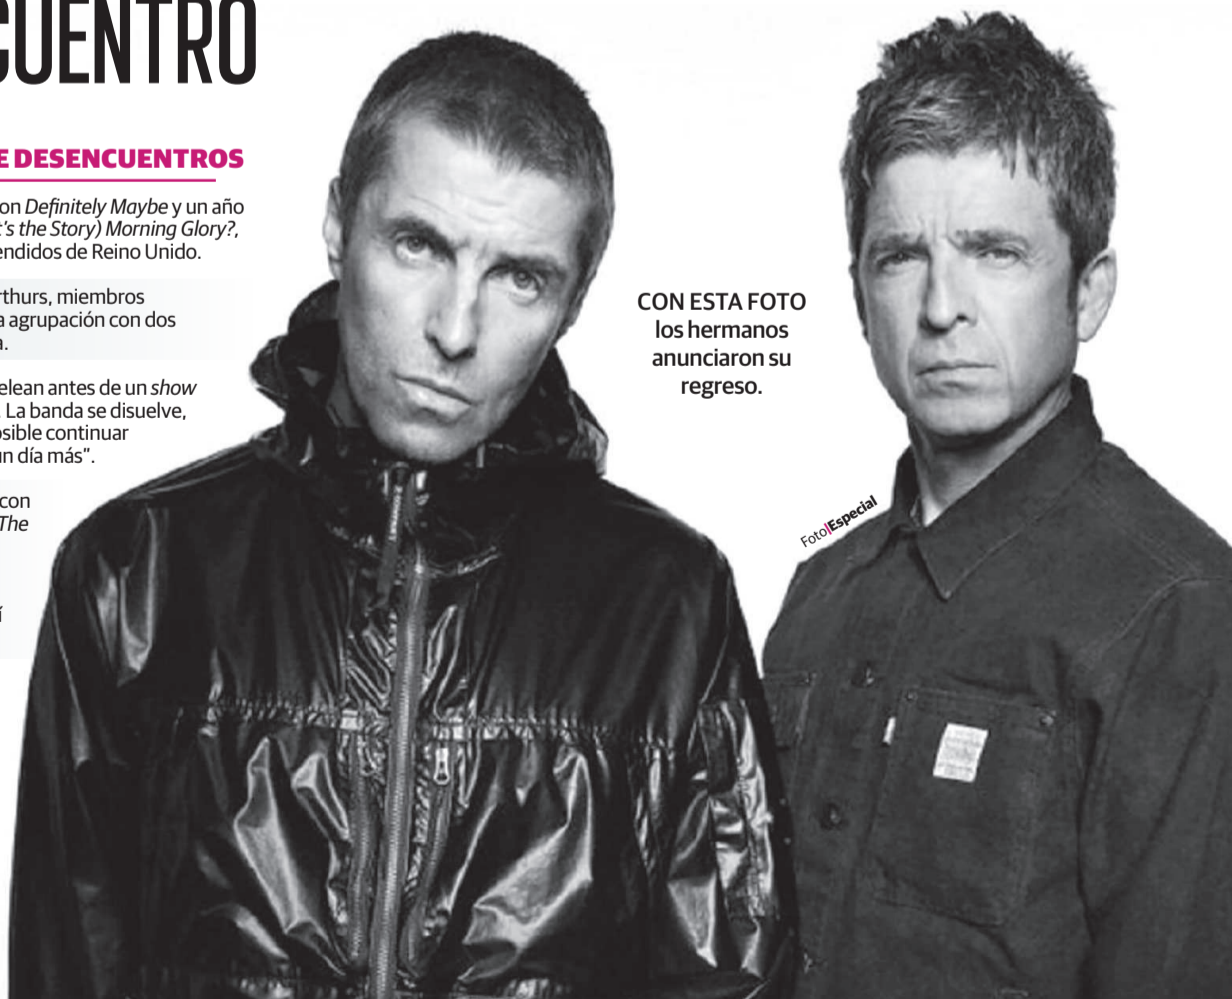 CUENTRO
E DESENCUENTROS
on Definitely Maybe y un año
t's the Story) Morning Glory?,
endidos de Reino Unido.
rthurs, miembros
a agrupación con dos
a.
elean antes de un show
. La banda se disuelve,
osible continuar
un día más".
con
The
í
CON ESTA FOTO
los hermanos
anunciaron su
regreso.
Foto|Especial